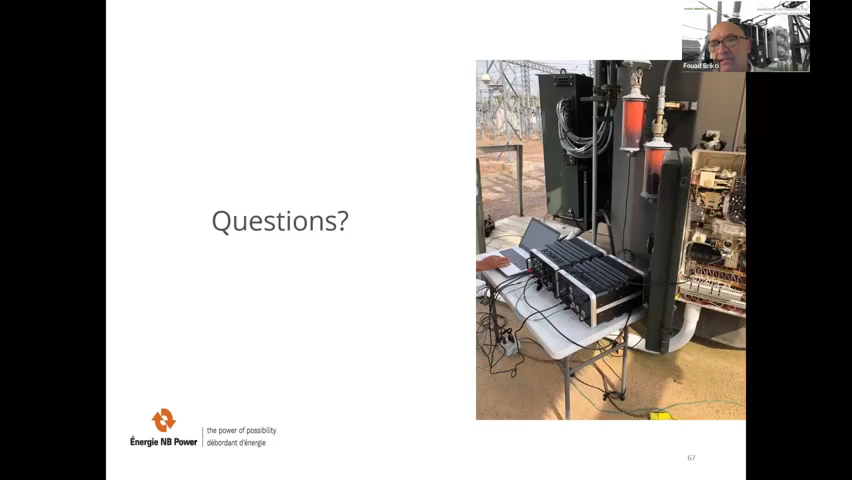 Fouad Brikci
Questions?
Énergie NB Power
the power of possibility
débordant d'énergie
67